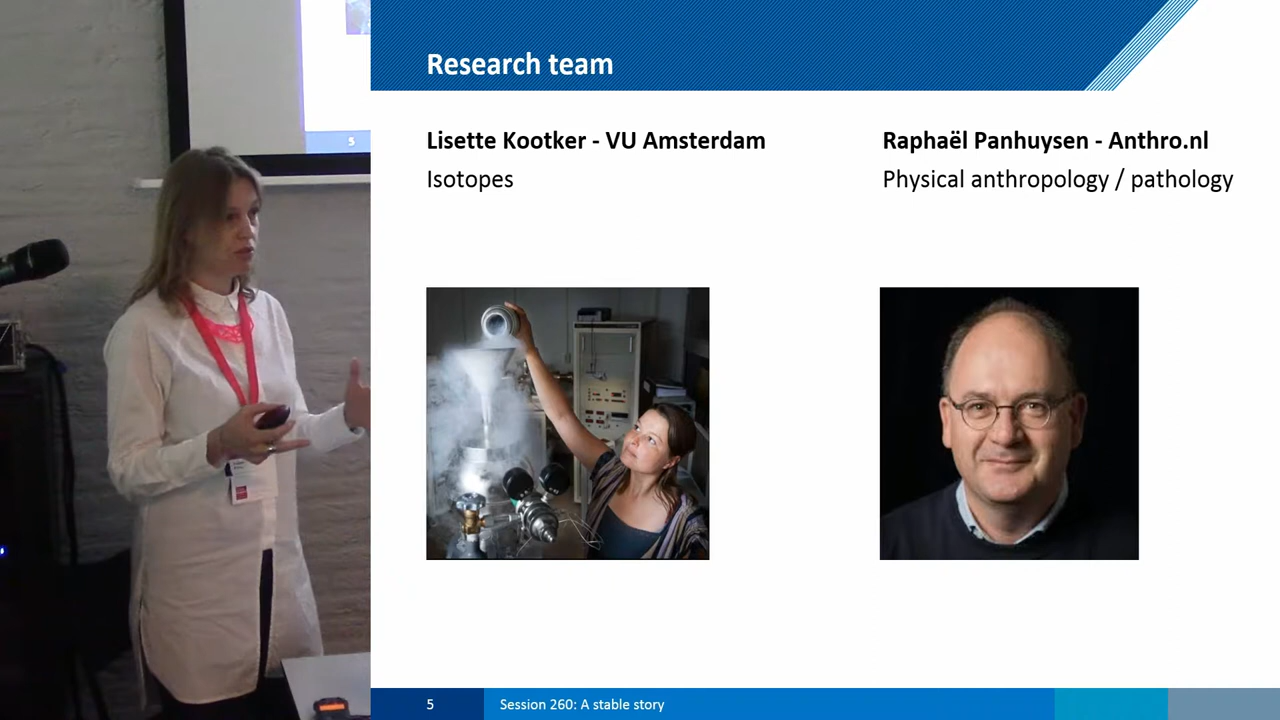 5
Research team
Lisette Kootker - VU Amsterdam
Isotopes
Raphaël Panhuysen - Anthro.nl
Physical anthropology / pathology
5
Session 260: A stable story